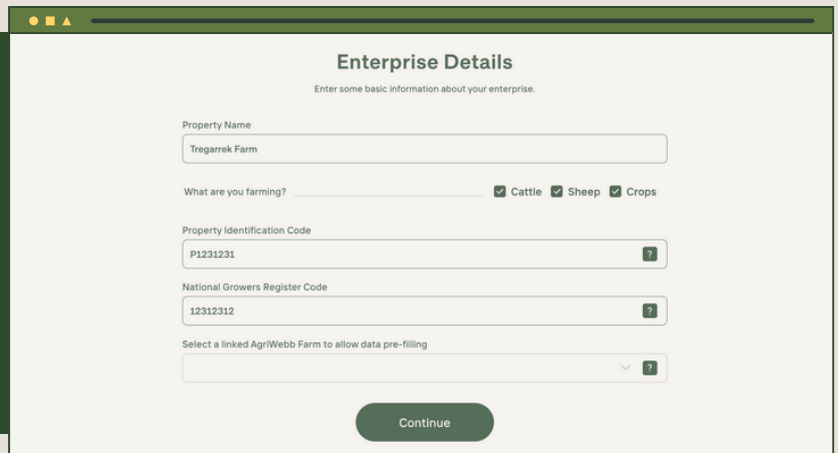 Enterprise Details
Enter some basic information about your enterprise.
Property Name
Tregarrek Farm
What are you farming? Cattle Sheep Crops
Property Identification Code
P1231231 ?
National Growers Register Code
12312312 ?
Select a linked AgriWebb Farm to allow data pre-filling
?
Continue